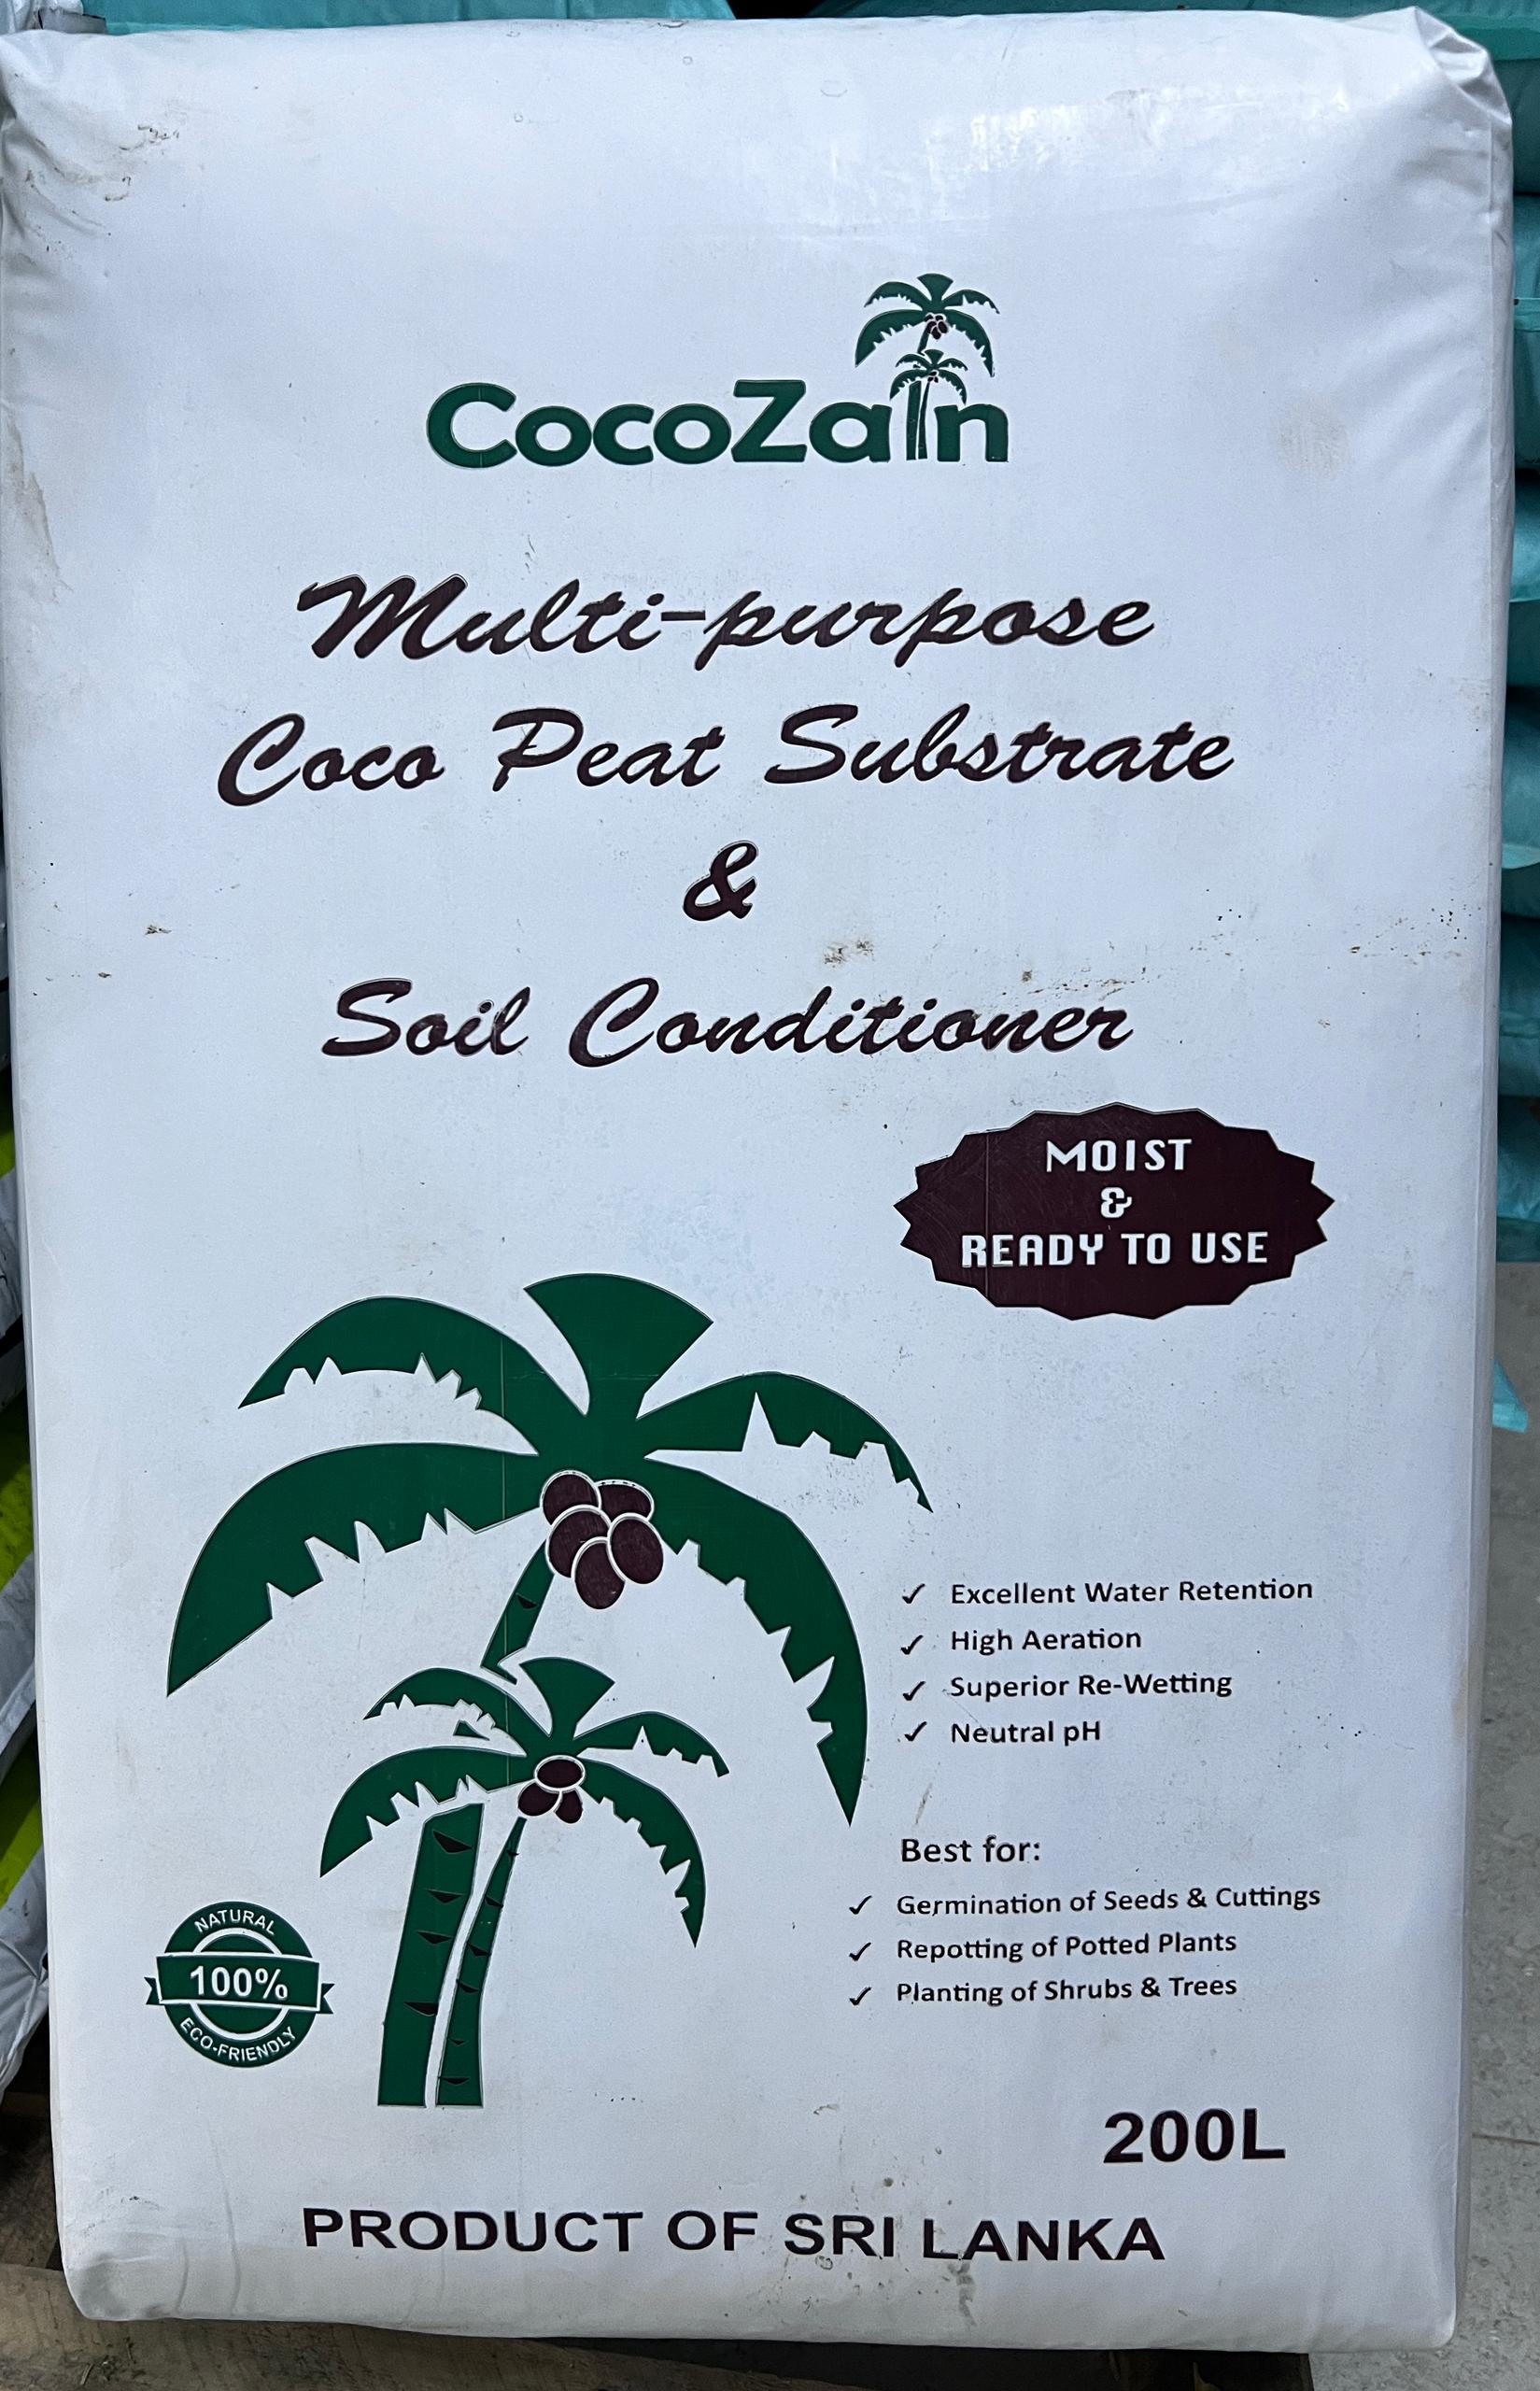 CocoZain
Multi-purpose
Coco Peat Substrate
&
Soil Conditioner
MOIST
&
READY TO USE
✓ Excellent Water Retention
✓ High Aeration
✓ Superior Re-Wetting
✓ Neutral pH
Best for:
✓ Germination of Seeds & Cuttings
✓ Repotting of Potted Plants
✓ Planting of Shrubs & Trees
NATURAL
100%
ECO-FRIENDLY
200L
PRODUCT OF SRI LANKA